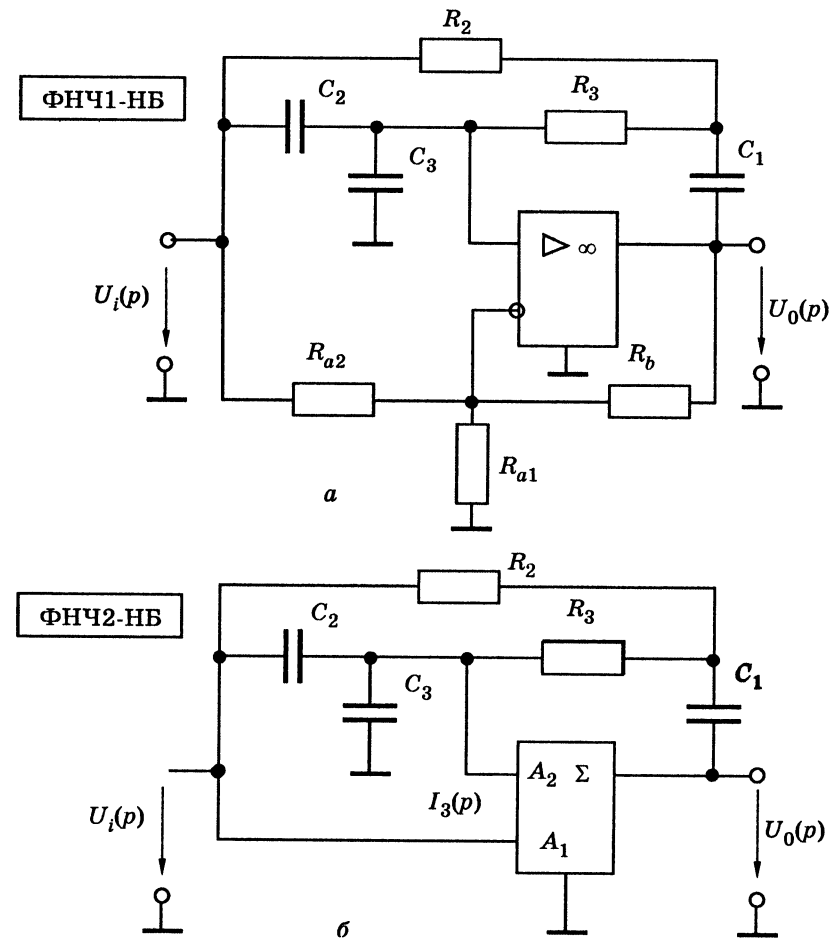 R₂
ФНЧ1-НБ
C₂
R₃
C₃
C₁
▷ ∞
Uᵢ(p)
U₀(p)
Rₐ₂
R_b
Rₐ₁
а
R₂
ФНЧ2-НБ
C₂
R₃
C₃
C₁
A₂ Σ
I₃(p)
Uᵢ(p)
U₀(p)
A₁
б